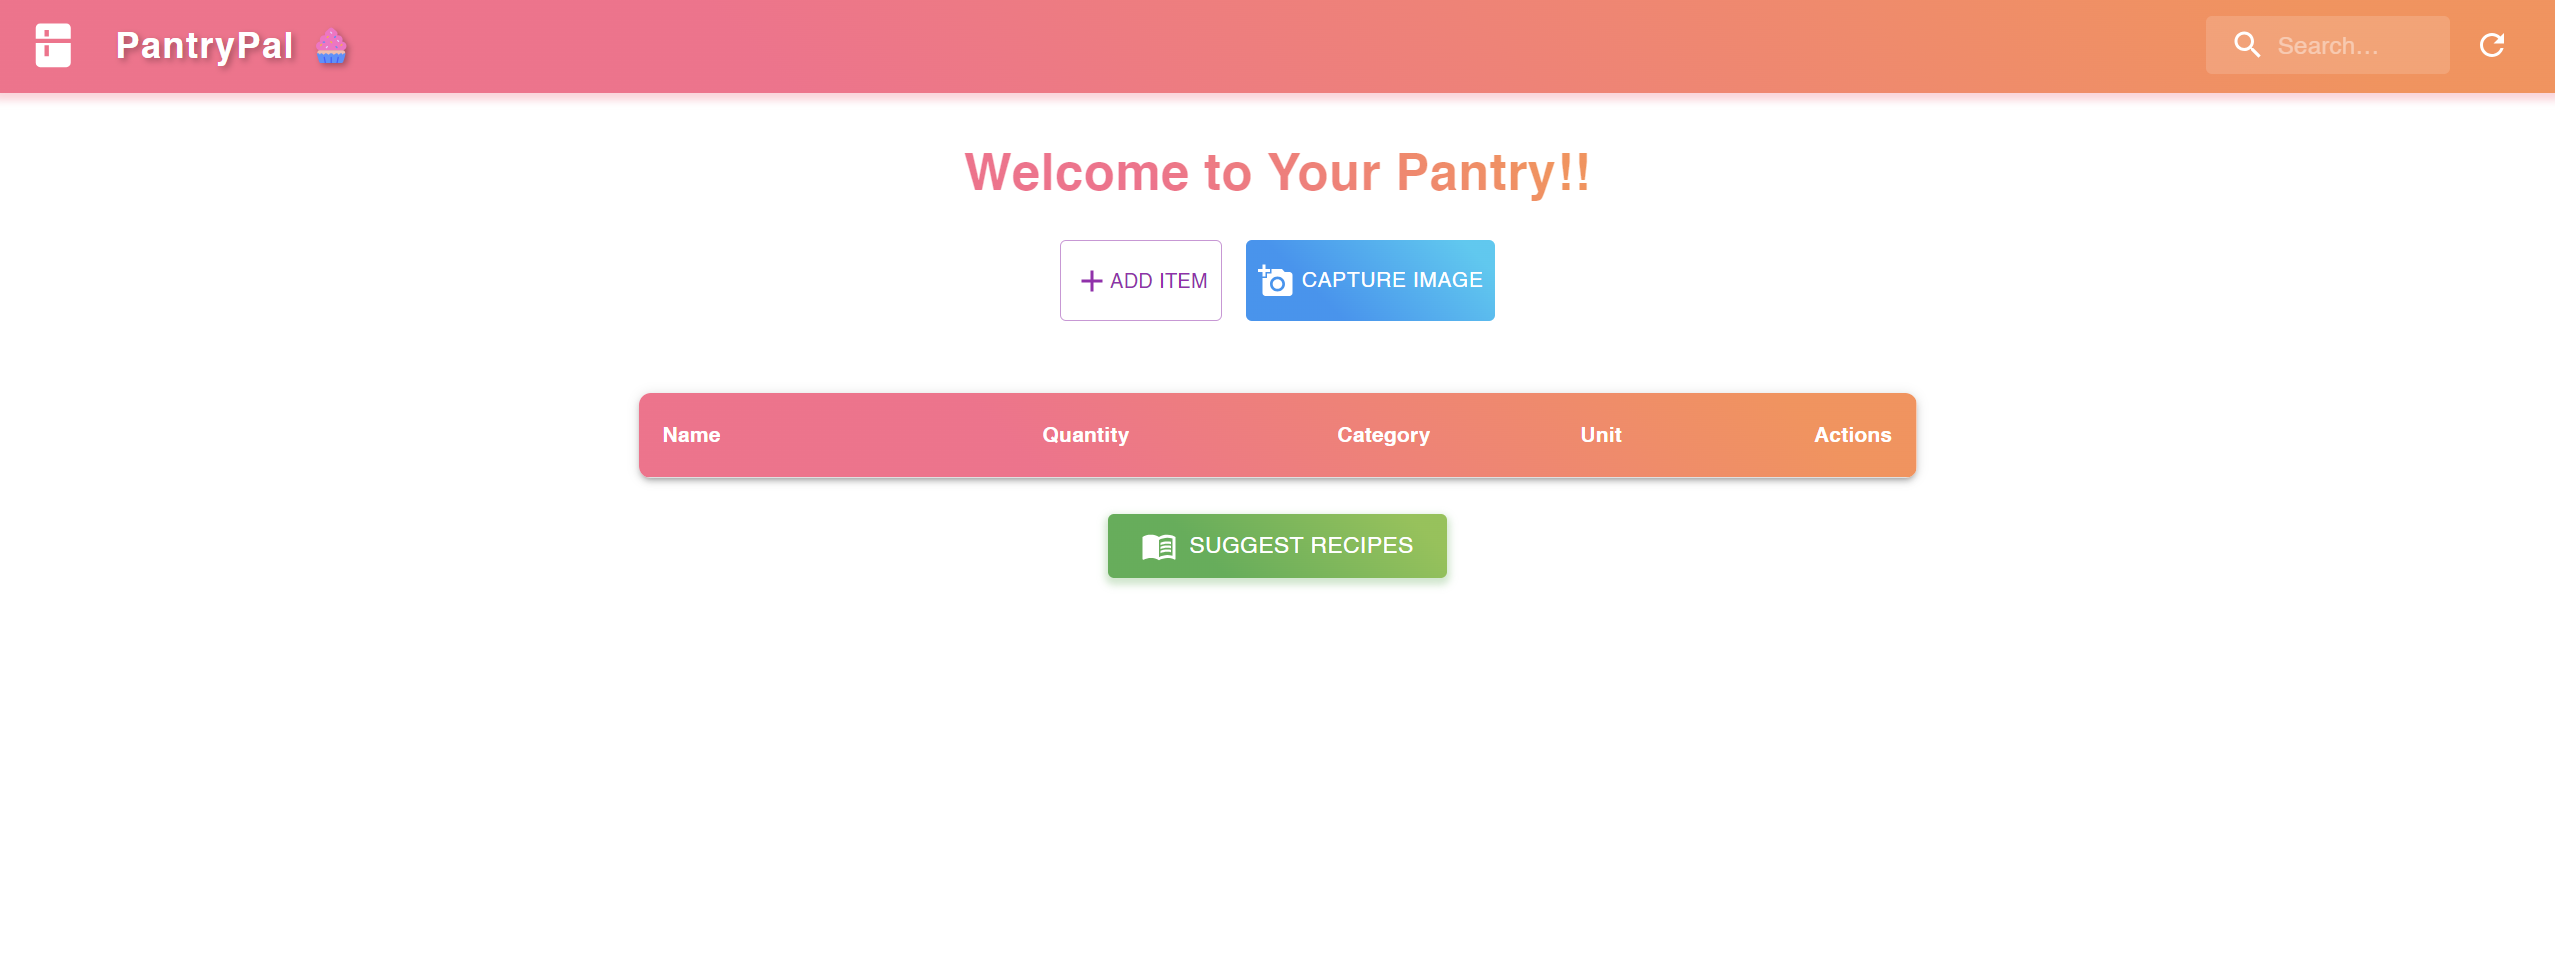 PantryPal 🧁
Search...
Welcome to Your Pantry!!
ADD ITEM
CAPTURE IMAGE
Name Quantity Category Unit Actions
SUGGEST RECIPES